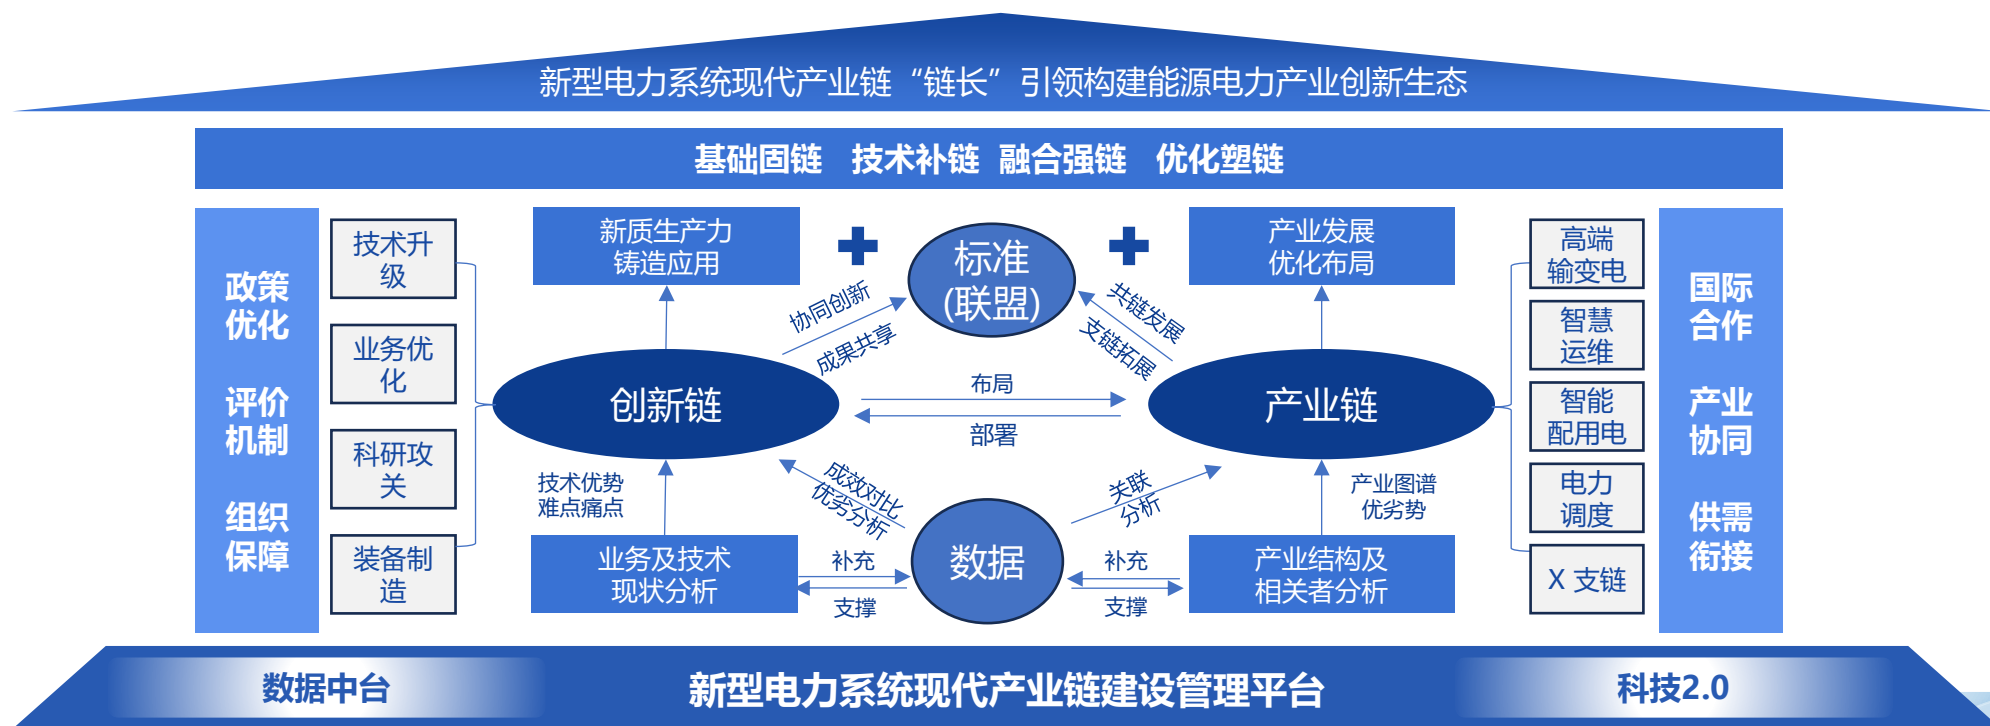 新型电力系统现代产业链“链长”引领构建能源电力产业创新生态
基础固链 技术补链 融合强链 优化塑链
政策
优化
评价
机制
组织
保障
技术升
级
业务优
化
科研攻
关
装备制
造
新质生产力
铸造应用
标准
(联盟)
产业发展
优化布局
协同创新
成果共享
共链发展
支链拓展
创新链
布局
部署
产业链
技术优势
难点痛点
成效对比
优劣分析
关联
分析
产业图谱
优劣势
业务及技术
现状分析
补充
支撑
数据
补充
支撑
产业结构及
相关者分析
高端
输变电
智慧
运维
智能
配用电
电力
调度
X 支链
国际
合作
产业
协同
供需
衔接
数据中台
新型电力系统现代产业链建设管理平台
科技2.0